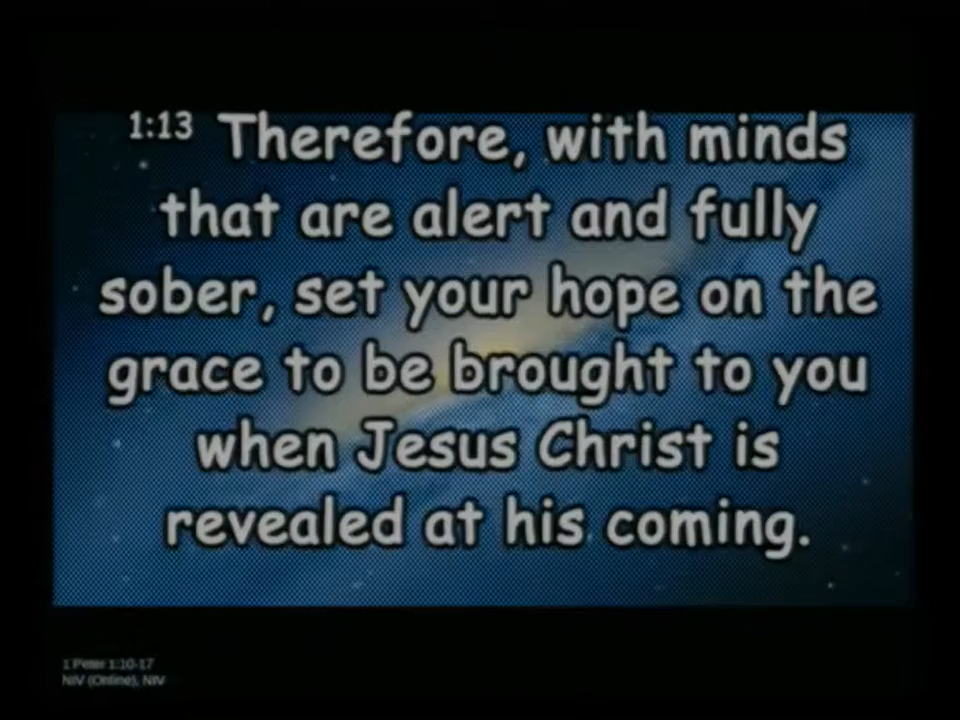 1:13 Therefore, with minds
that are alert and fully
sober, set your hope on the
grace to be brought to you
when Jesus Christ is
revealed at his coming.
1 Peter 1:10-17
NIV (Online), NIV